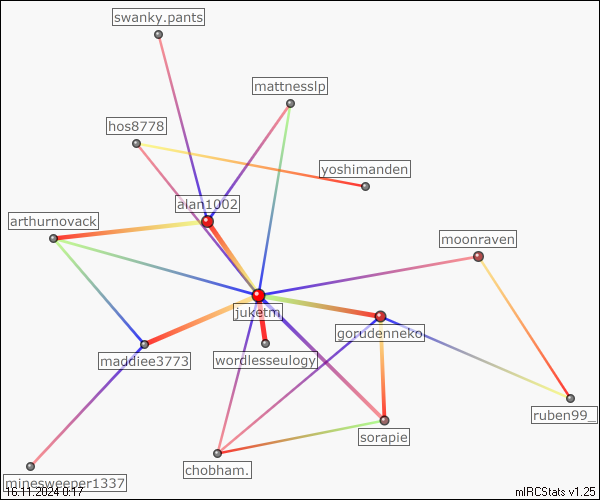 swanky.pants
mattnesslp
hos8778
yoshimanden
alan1002
arthurnovack
moonraven
juketm
gorudenneko
maddiee3773
wordlesseulogy
ruben99_
sorapie
chobham.
minesweeper1337
16.11.2024 0:17
mIRCStats v1.25